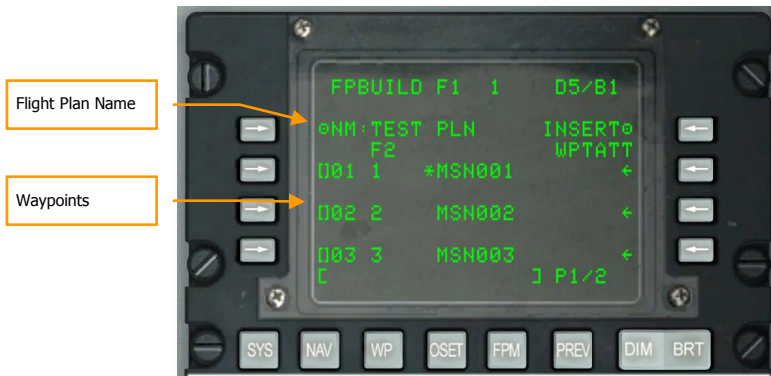 Flight Plan Name
Waypoints
FPBUILD F1 1 D5/B1
⊙NM:TEST PLN INSERT⊙
F2 WPTATT
[]01 1 *MSN001 ←
[]02 2 MSN002 ←
[]03 3 MSN003 ←
[ ] P1/2
SYS NAV WP OSET FPM PREV DIM BRT